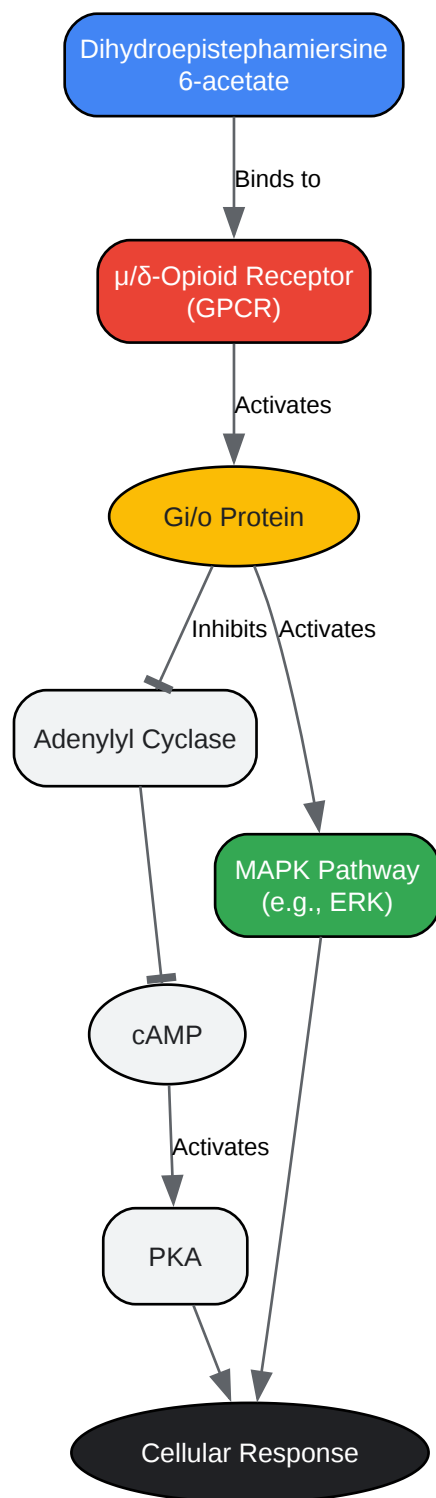 Dihydroepistephamiersine
6-acetate
Binds to
μ/δ-Opioid Receptor
(GPCR)
Activates
Gi/o Protein
Inhibits
Activates
Adenylyl Cyclase
MAPK Pathway
(e.g., ERK)
cAMP
Activates
PKA
Cellular Response